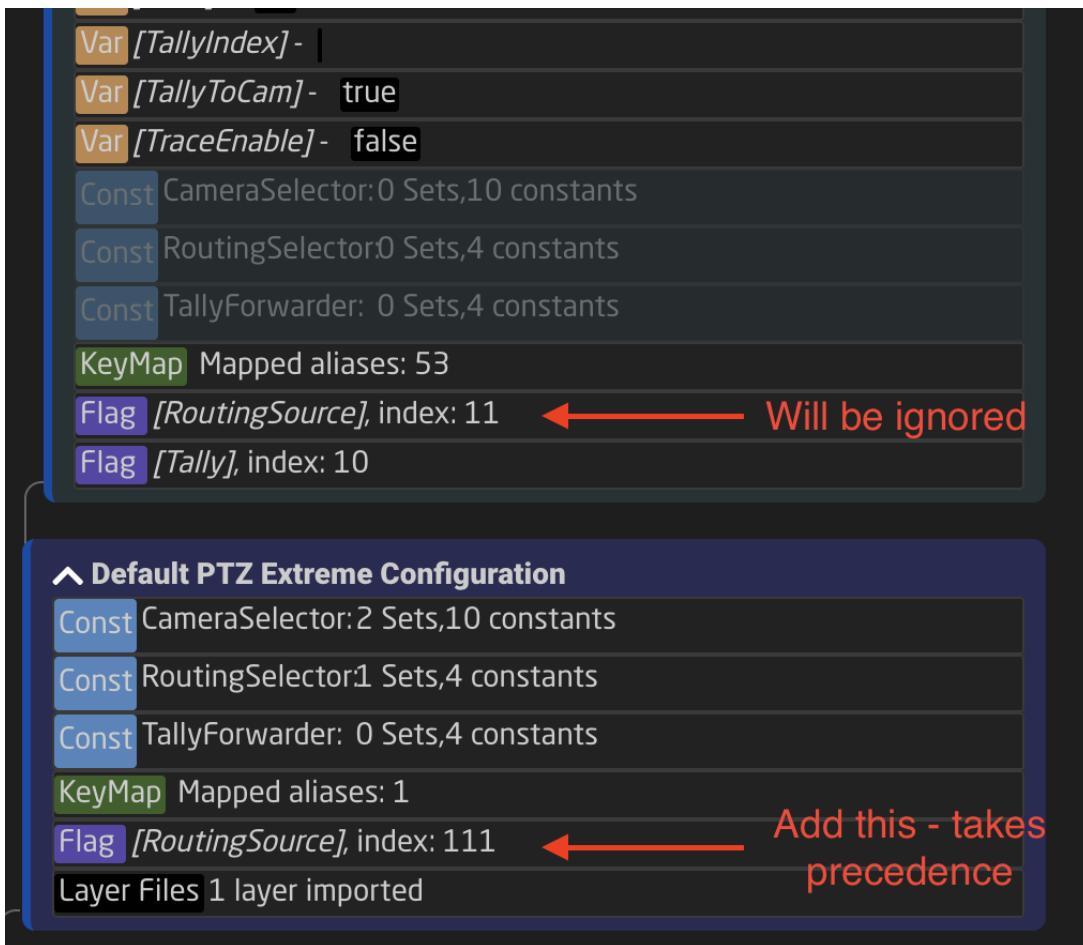 Var [TallyIndex] -
Var [TallyToCam] - true
Var [TraceEnable] - false
Const CameraSelector: 0 Sets,10 constants
Const RoutingSelector:0 Sets,4 constants
Const TallyForwarder: 0 Sets,4 constants
KeyMap Mapped aliases: 53
Flag [RoutingSource], index: 11
Will be ignored
Flag [Tally], index: 10
Default PTZ Extreme Configuration
Const CameraSelector: 2 Sets,10 constants
Const RoutingSelector:1 Sets,4 constants
Const TallyForwarder: 0 Sets,4 constants
KeyMap Mapped aliases: 1
Flag [RoutingSource], index: 111
Add this - takes
precedence
Layer Files 1 layer imported